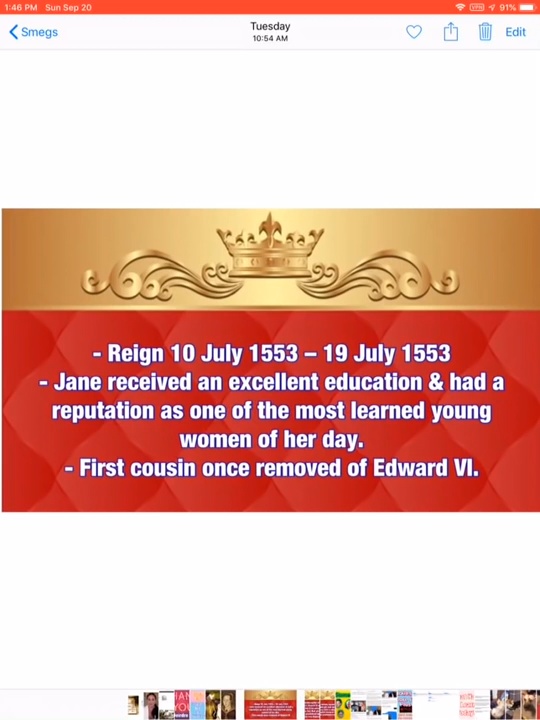 1:46 PM Sun Sep 20
VPN
91%
Smegs
Tuesday
10:54 AM
Edit
- Reign 10 July 1553 – 19 July 1553
- Jane received an excellent education & had a
reputation as one of the most learned young
women of her day.
- First cousin once removed of Edward VI.